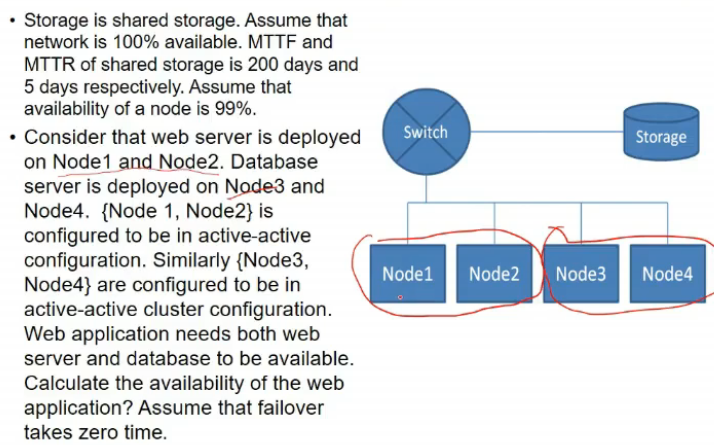 • Storage is shared storage. Assume that
network is 100% available. MTTF and
MTTR of shared storage is 200 days and
5 days respectively. Assume that
availability of a node is 99%.
• Consider that web server is deployed
on Node1 and Node2. Database
server is deployed on Node3 and
Node4. {Node 1, Node2} is
configured to be in active-active
configuration. Similarly {Node3,
Node4} are configured to be in
active-active cluster configuration.
Web application needs both web
server and database to be available.
Calculate the availability of the web
application? Assume that failover
takes zero time.
Switch
Storage
Node1
Node2
Node3
Node4